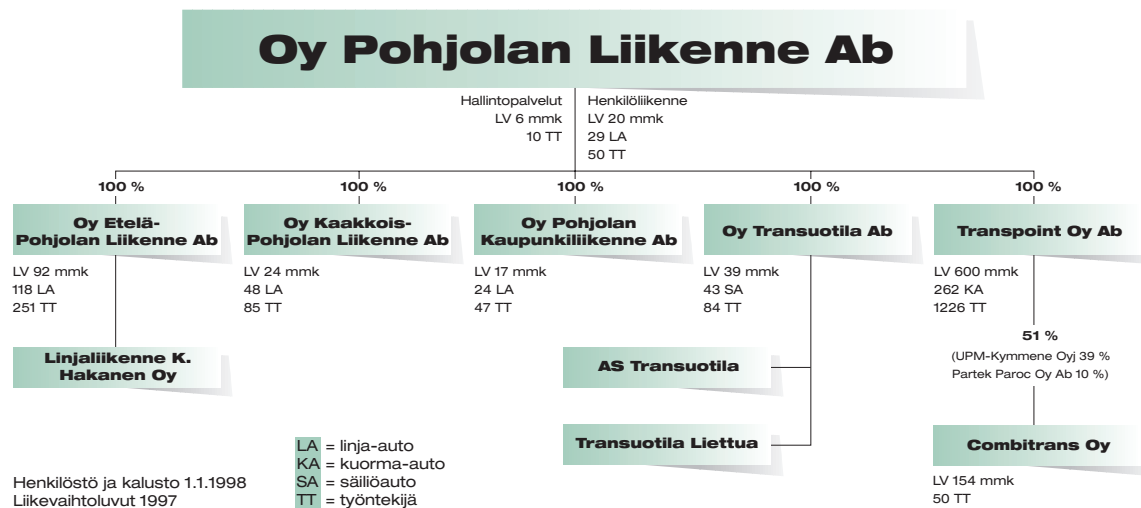 Oy Pohjolan Liikenne Ab
Hallintopalvelut
LV 6 mmk
10 TT
Henkilöliikenne
LV 20 mmk
29 LA
50 TT
100 %
100 %
100 %
100 %
100 %
Oy Etelä-
Pohjolan Liikenne Ab
LV 92 mmk
118 LA
251 TT
Oy Kaakkois-
Pohjolan Liikenne Ab
LV 24 mmk
48 LA
85 TT
Oy Pohjolan
Kaupunkiliikenne Ab
LV 17 mmk
24 LA
47 TT
Oy Transuotila Ab
LV 39 mmk
43 SA
84 TT
Transpoint Oy Ab
LV 600 mmk
262 KA
1226 TT
Linjaliikenne K.
Hakanen Oy
AS Transuotila
Transuotila Liettua
51 %
(UPM-Kymmene Oyj 39 %
Partek Paroc Oy Ab 10 %)
Combitrans Oy
LV 154 mmk
50 TT
Henkilöstö ja kalusto 1.1.1998
Liikevaihtoluvut 1997
LA = linja-auto
KA = kuorma-auto
SA = säiliöauto
TT = työntekijä